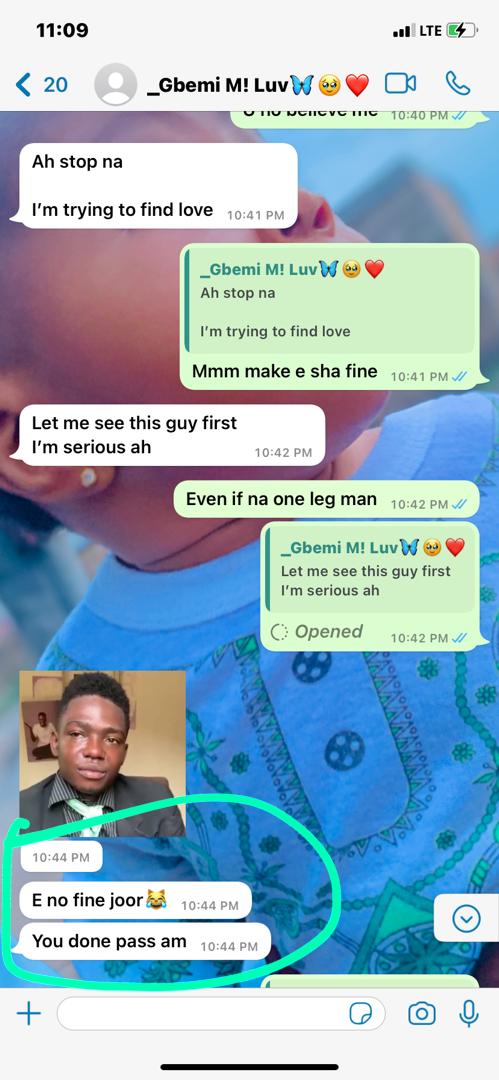 11:09
LTE
20
_Gbemi M! Luv🦋🥹❤️
U no believe me 10:40 PM
Ah stop na
I'm trying to find love 10:41 PM
_Gbemi M! Luv🦋🥹❤️
Ah stop na
I'm trying to find love
Mmm make e sha fine 10:41 PM
Let me see this guy first
I'm serious ah 10:42 PM
Even if na one leg man 10:42 PM
_Gbemi M! Luv🦋🥹❤️
Let me see this guy first
I'm serious ah
Opened 10:42 PM
10:44 PM
E no fine joor😹 10:44 PM
You done pass am 10:44 PM